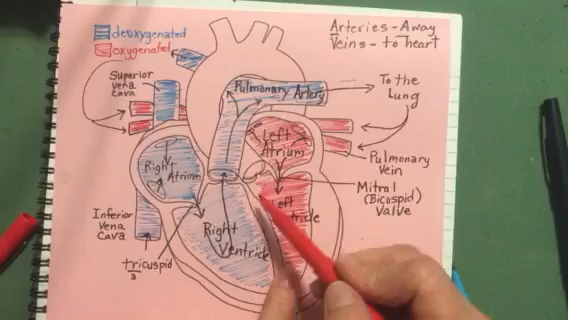 deoxygenated
oxygenated
Arteries - Away
Veins - to heart
Superior
Vena
Cava
Pulmonary Artery
To the
Lung
Left
Atrium
Right
Atrium
Pulmonary
Vein
Mitral
(Bicuspid)
Valve
Left
Inferior
Vena
Cava
Right
Ventricle
tricuspid
3